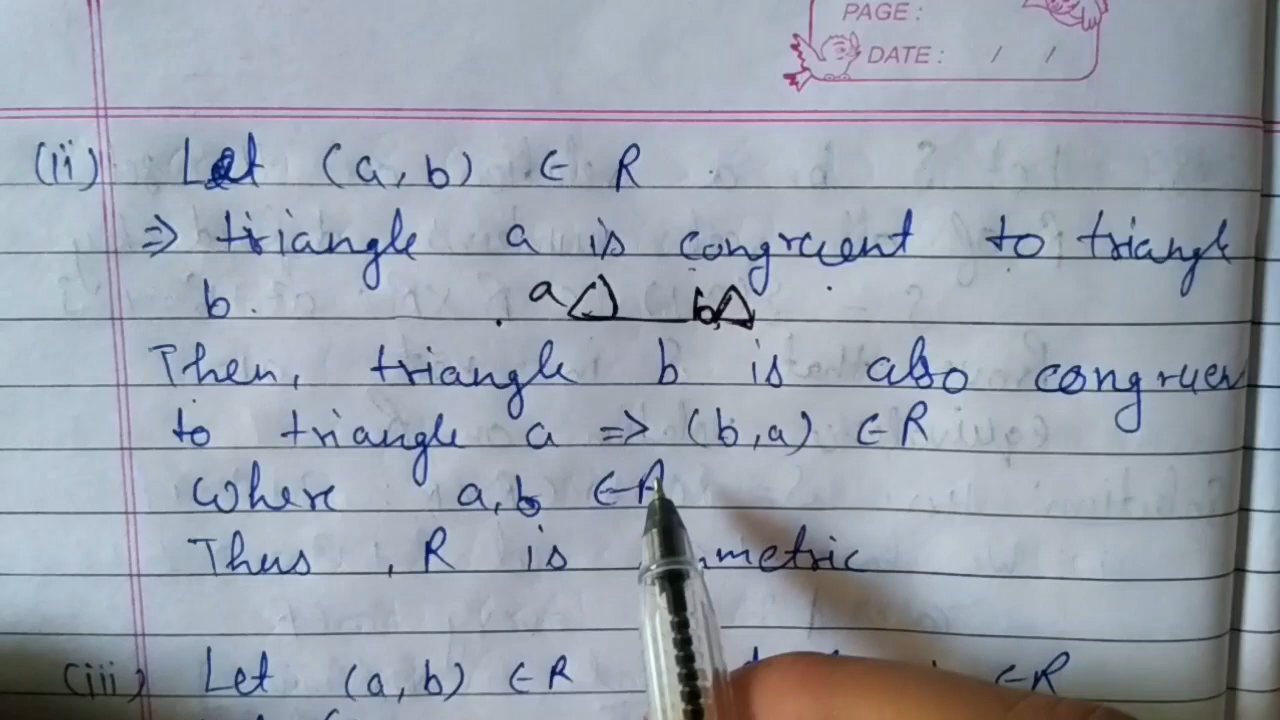 PAGE :
DATE : / /
(ii) Let (a, b) ∈ R
⇒ triangle a is congruent to triangle
b. a△ b△
Then, triangle b is also congruen
to triangle a ⇒ (b, a) ∈ R
where a, b ∈ A
Thus, R is mmetric
(iii) Let (a, b) ∈ R ∈ R